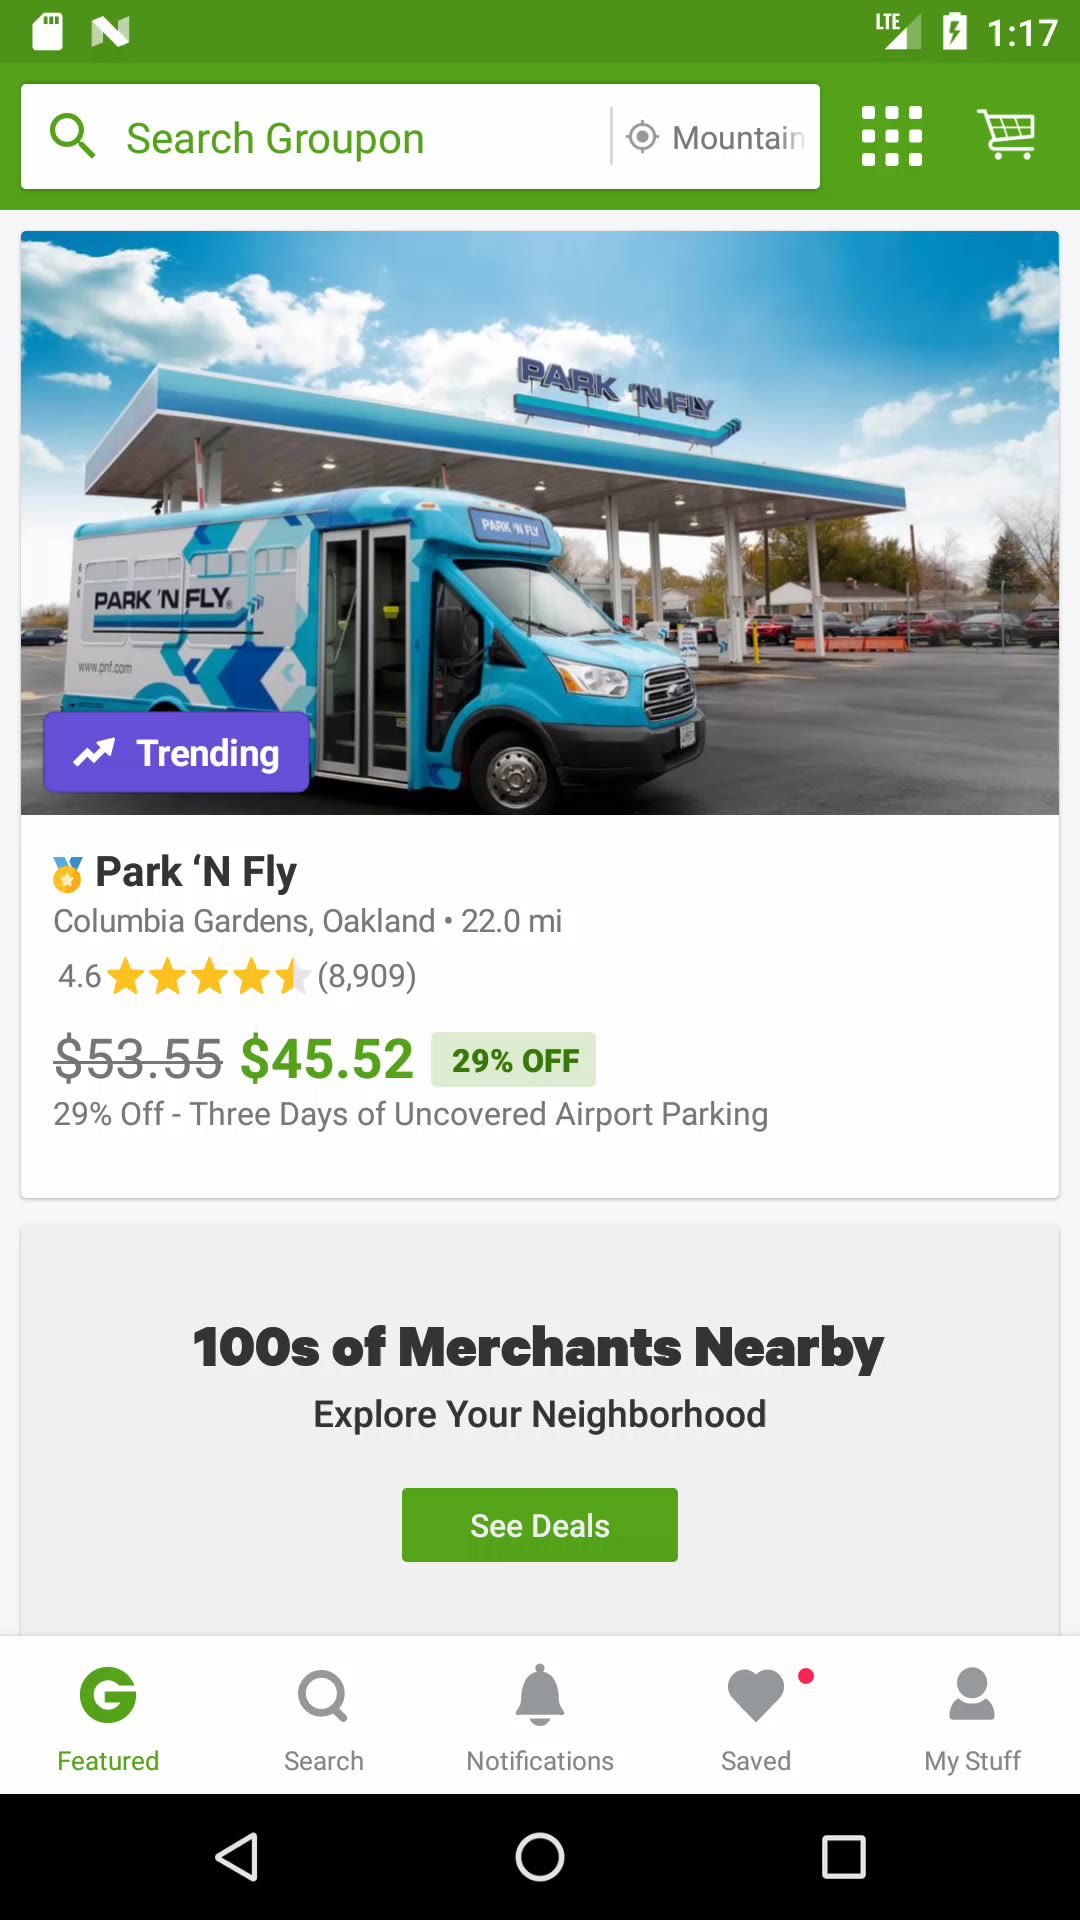 LTE 1:17
Search Groupon Mountain
PARK 'N FLY
PARK 'N FLY
606
PARK 'N FLY®
www.pnf.com
Trending
Park ‘N Fly
Columbia Gardens, Oakland • 22.0 mi
4.6 (8,909)
$53.55 $45.52 29% OFF
29% Off - Three Days of Uncovered Airport Parking
100s of Merchants Nearby
Explore Your Neighborhood
See Deals
Featured Search Notifications Saved My Stuff